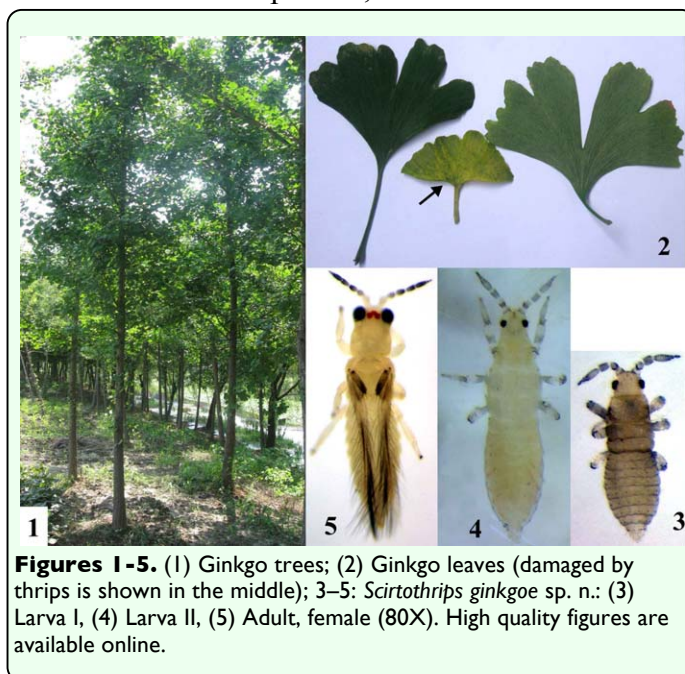 1
2
5
4
3
Figures 1-5. (1) Ginkgo trees; (2) Ginkgo leaves (damaged by
thrips is shown in the middle); 3–5: Scirtothrips ginkgoe sp. n.: (3)
Larva I, (4) Larva II, (5) Adult, female (80X). High quality figures are
available online.